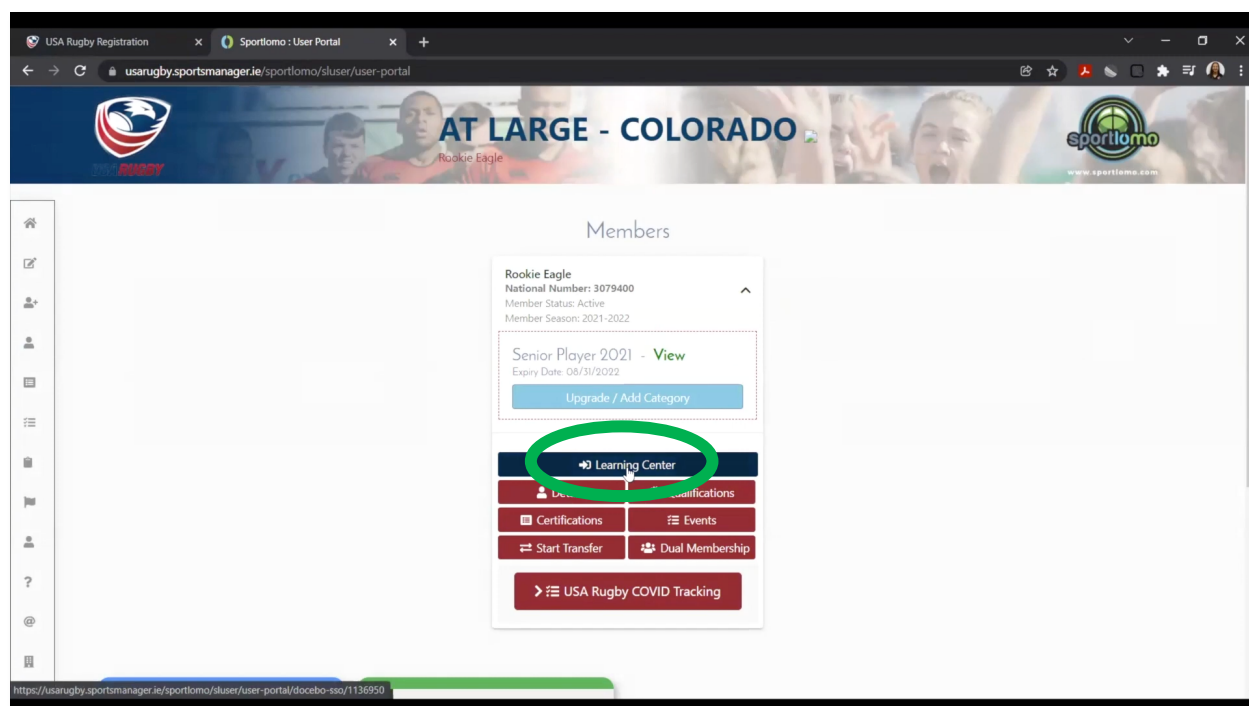 USA Rugby Registration
Sportlomo : User Portal
usarugby.sportsmanager.ie/sportlomo/sluser/user-portal
AT LARGE - COLORADO
Rookie Eagle
USA RUGBY
sportlomo
www.sportlomo.com
Members
Rookie Eagle
National Number: 3079400
Member Status: Active
Member Season: 2021-2022
Senior Player 2021 - View
Expiry Date: 08/31/2022
Upgrade / Add Category
Learning Center
Certifications
Events
Start Transfer
Dual Membership
USA Rugby COVID Tracking
https://usarugby.sportsmanager.ie/sportlomo/sluser/user-portal/docebo-sso/1136950